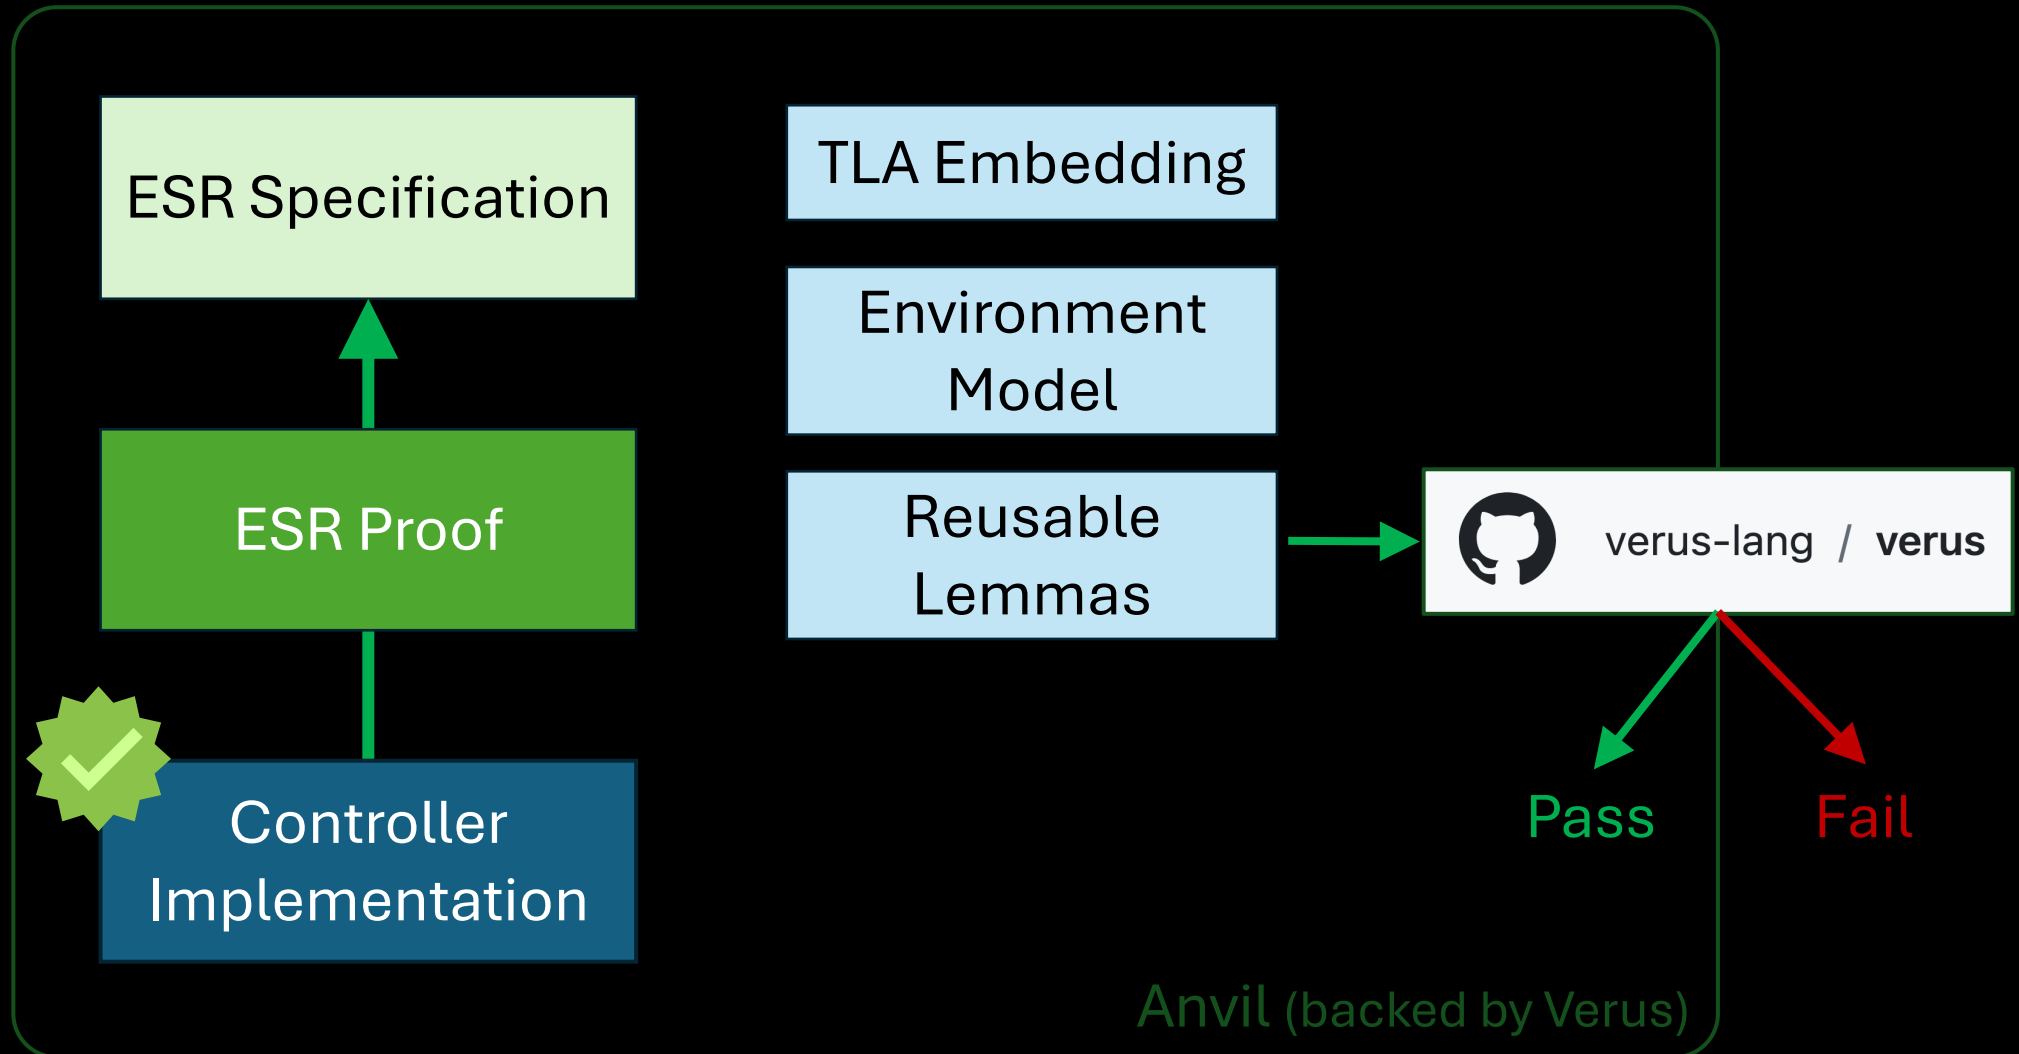 ESR Specification
ESR Proof
Controller
Implementation
TLA Embedding
Environment
Model
Reusable
Lemmas
verus-lang / verus
Pass
Fail
Anvil (backed by Verus)